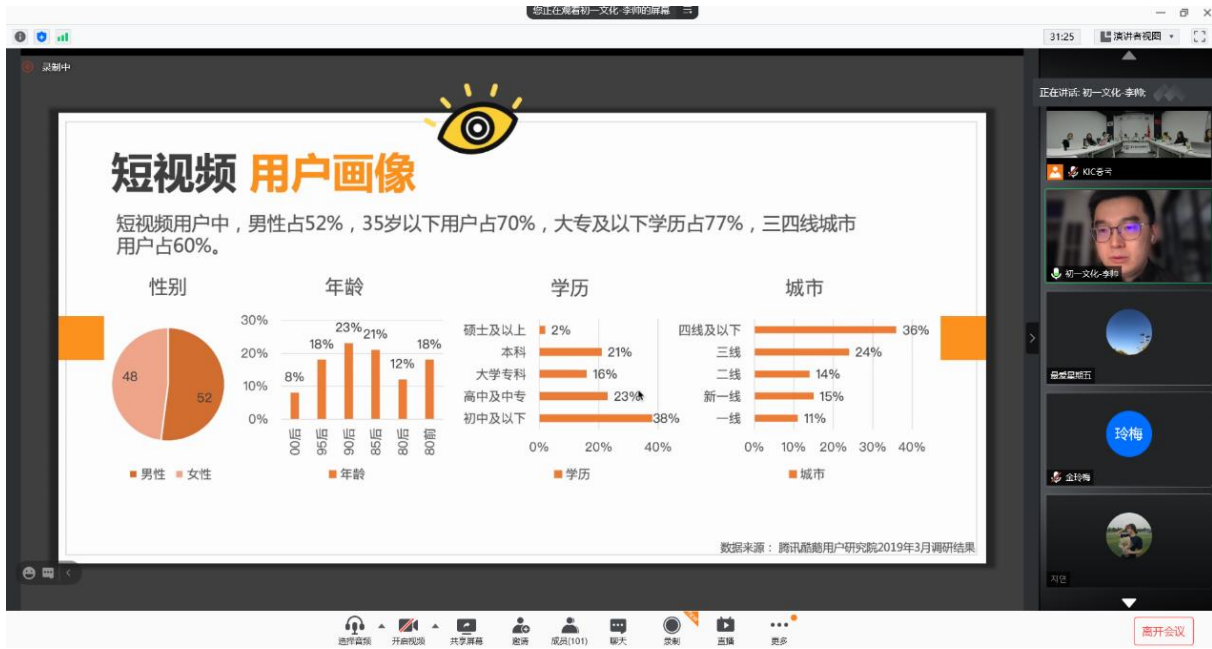 您正在观看初一文化-李帅的屏幕
31:25
演讲者视图
录制中
正在讲话: 初一文化-李帅;
短视频 用户画像
短视频用户中，男性占52%，35岁以下用户占70%，大专及以下学历占77%，三四线城市
用户占60%。
性别
48
52
男性 女性
年龄
30%
20%
10%
0%
8%
18%
23%
21%
12%
18%
00后
95后
90后
85后
80后
80前
年龄
学历
硕士及以上 2%
本科 21%
大学专科 16%
高中及中专 23%
初中及以下 38%
0% 20% 40%
学历
城市
四线及以下 36%
三线 24%
二线 14%
新一线 15%
一线 11%
0% 10% 20% 30% 40%
城市
数据来源： 腾讯酷鹅用户研究院2019年3月调研结果
KIC중국
初一文化-李帅
最爱星期五
玲梅
金玲梅
지연
选择音频
开启视频
共享屏幕
邀请
成员(101)
聊天
录制
直播
更多
离开会议